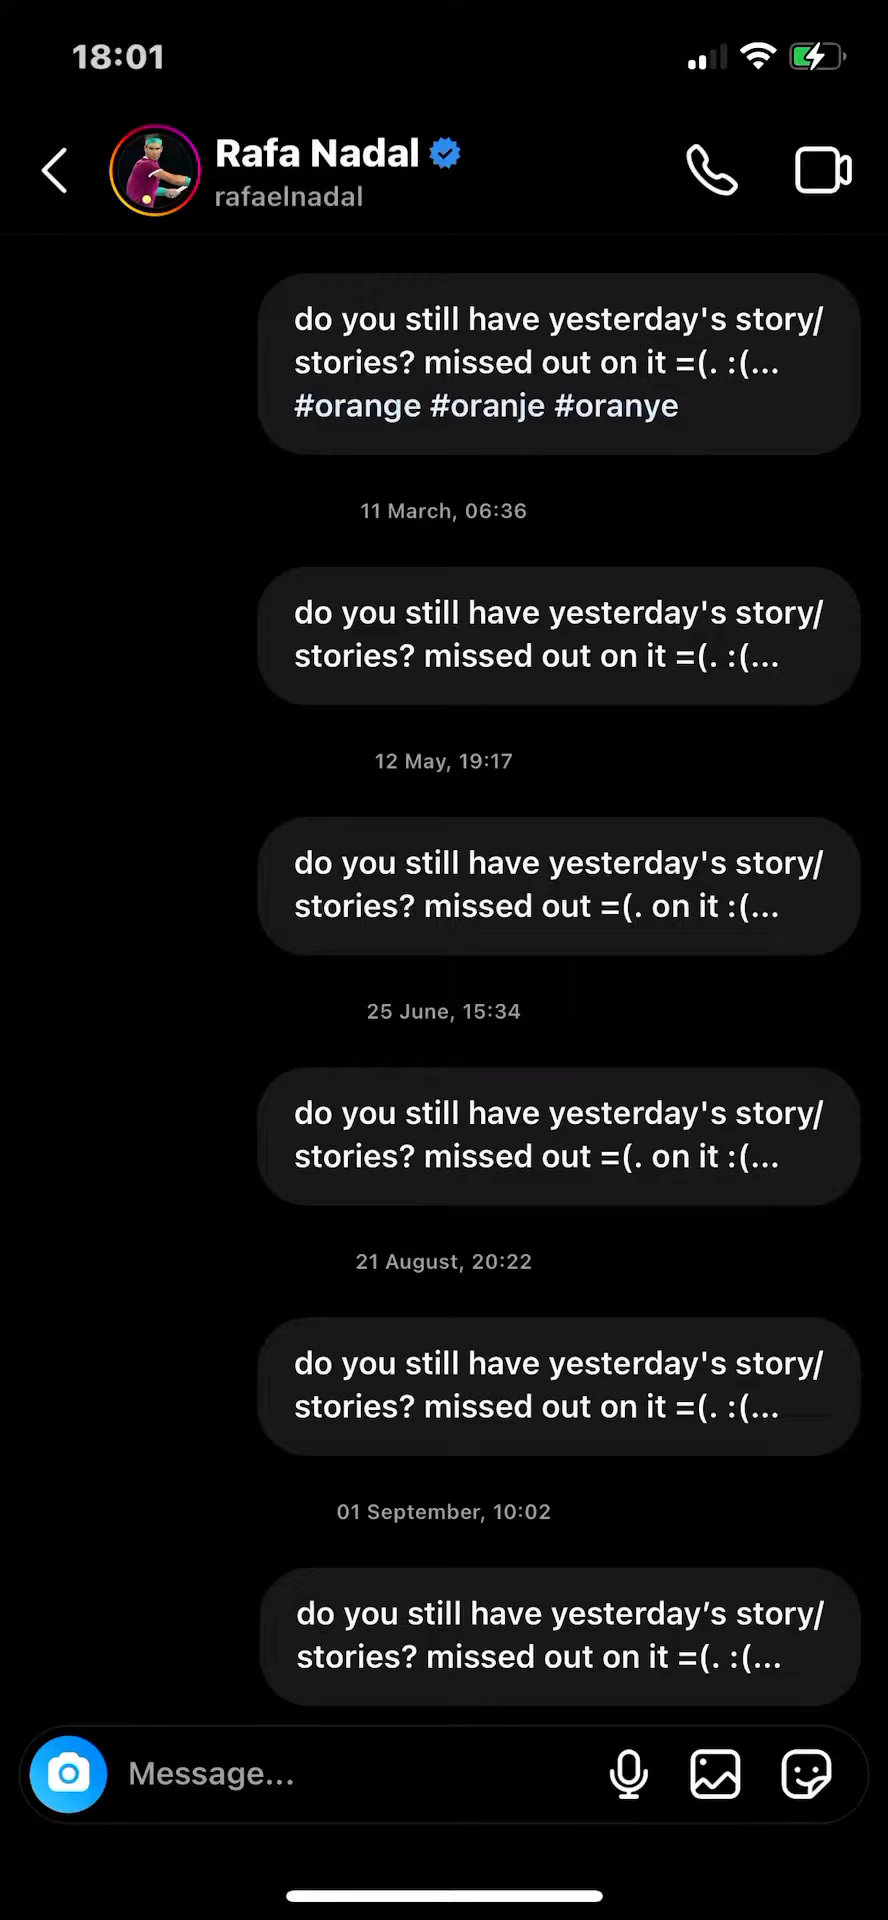 18:01
Rafa Nadal
rafaelnadal
do you still have yesterday's story/
stories? missed out on it =(. :(...
#orange #oranje #oranye
11 March, 06:36
do you still have yesterday's story/
stories? missed out on it =(. :(...
12 May, 19:17
do you still have yesterday's story/
stories? missed out =(. on it :(...
25 June, 15:34
do you still have yesterday's story/
stories? missed out =(. on it :(...
21 August, 20:22
do you still have yesterday's story/
stories? missed out on it =(. :(...
01 September, 10:02
do you still have yesterday’s story/
stories? missed out on it =(. :(...
Message...